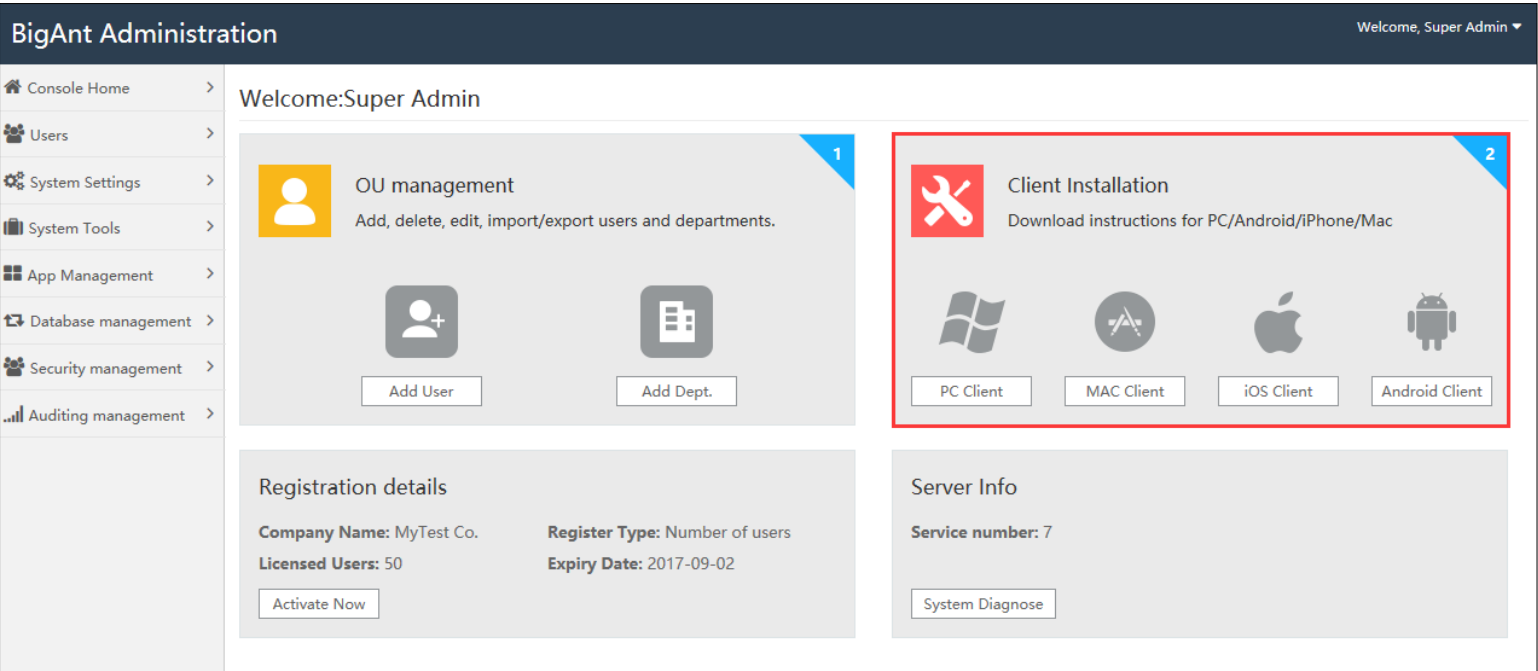 BigAnt Administration
Welcome, Super Admin
Console Home
Users
System Settings
System Tools
App Management
Database management
Security management
Auditing management
Welcome:Super Admin
1
OU management
Add, delete, edit, import/export users and departments.
Add User
Add Dept.
2
Client Installation
Download instructions for PC/Android/iPhone/Mac
PC Client
MAC Client
iOS Client
Android Client
Registration details
Company Name: MyTest Co.
Register Type: Number of users
Licensed Users: 50
Expiry Date: 2017-09-02
Activate Now
Server Info
Service number: 7
System Diagnose